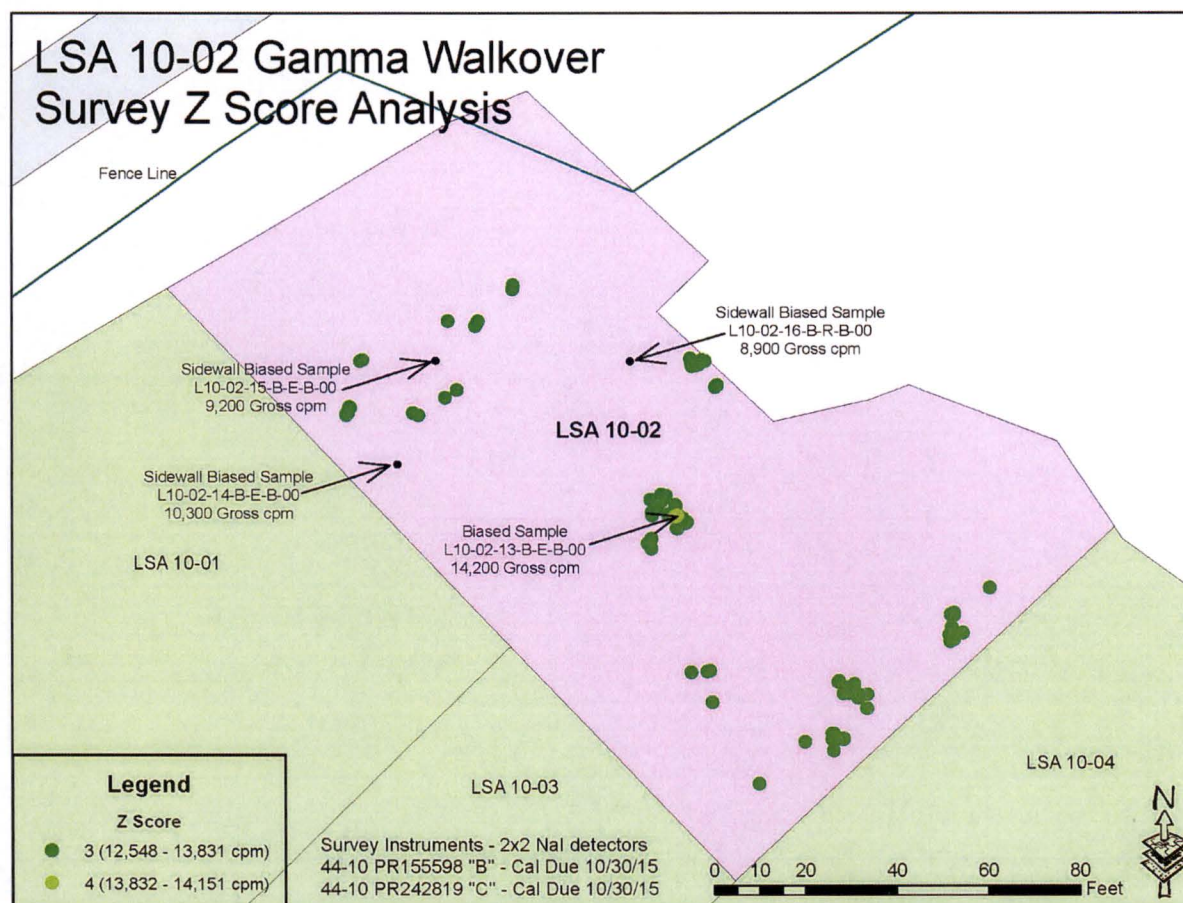 LSA 10-02 Gamma Walkover
Survey Z Score Analysis
Fence Line
Sidewall Biased Sample
L10-02-16-B-R-B-00
8,900 Gross cpm
Sidewall Biased Sample
L10-02-15-B-E-B-00
9,200 Gross cpm
LSA 10-02
Sidewall Biased Sample
L10-02-14-B-E-B-00
10,300 Gross cpm
Biased Sample
L10-02-13-B-E-B-00
14,200 Gross cpm
LSA 10-01
LSA 10-03
LSA 10-04
Legend
Z Score
3 (12,548 - 13,831 cpm)
4 (13,832 - 14,151 cpm)
Survey Instruments - 2x2 NaI detectors
44-10 PR155598 "B" - Cal Due 10/30/15
44-10 PR242819 "C" - Cal Due 10/30/15
0 10 20 40 60 80
Feet
N